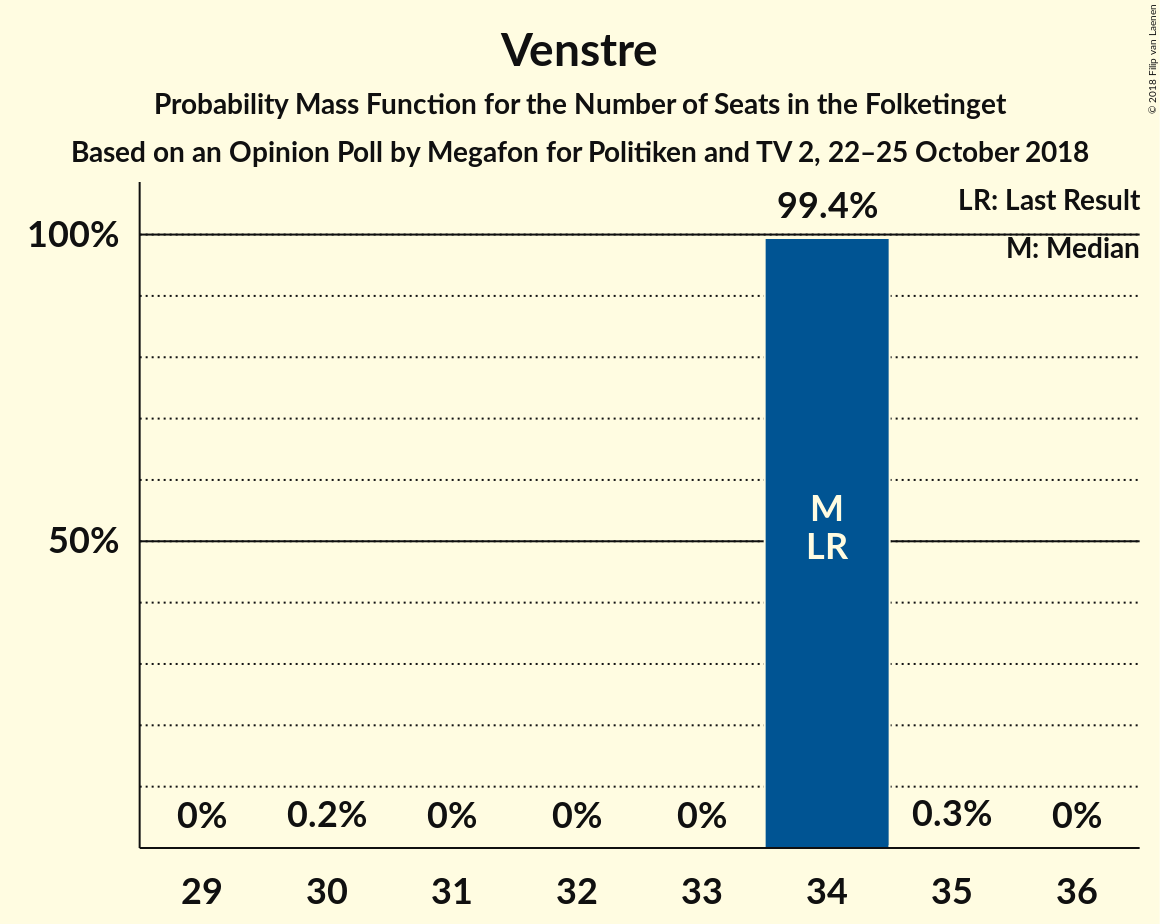 Venstre
Probability Mass Function for the Number of Seats in the Folketinget
Based on an Opinion Poll by Megafon for Politiken and TV 2, 22–25 October 2018
© 2018 Filip van Laenen
LR: Last Result
M: Median
100%
50%
99.4%
M
LR
0%
0.2%
0%
0%
0%
0.3%
0%
29
30
31
32
33
34
35
36